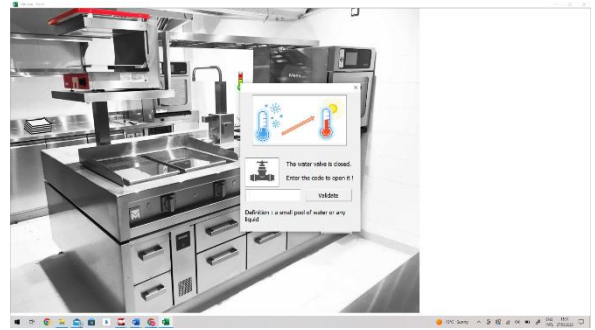 The water valve is closed.
Enter the code to open it !
Validate
Definition : a small pool of water or any
liquid
Sunny